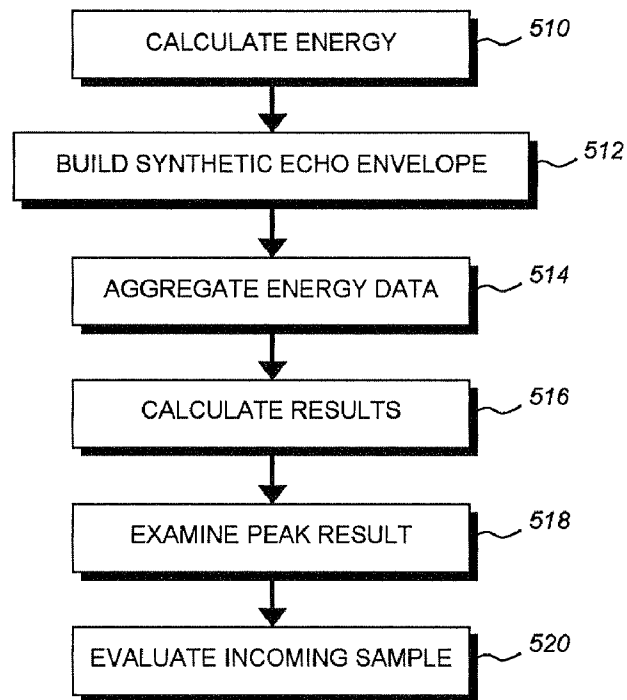 CALCULATE ENERGY 510
BUILD SYNTHETIC ECHO ENVELOPE 512
AGGREGATE ENERGY DATA 514
CALCULATE RESULTS 516
EXAMINE PEAK RESULT 518
EVALUATE INCOMING SAMPLE 520